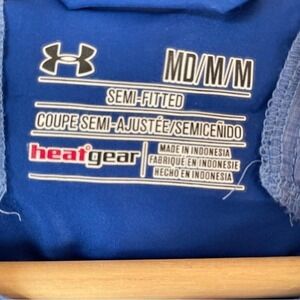 MD/M/M
SEMI-FITTED
COUPE SEMI-AJUSTÉE/SEMICEÑIDO
heatgear
MADE IN INDONESIA
FABRIQUÉ EN INDONÉSIE
HECHO EN INDONESIA